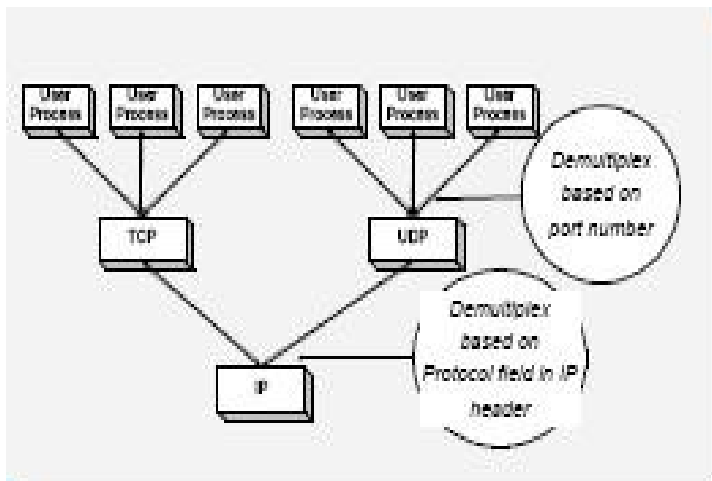 User
Process
User
Process
User
Process
User
Process
User
Process
User
Process
Demultiplex
based on
port number
TCP
UDP
Demultiplex
based on
Protocol field in IP
header
IP